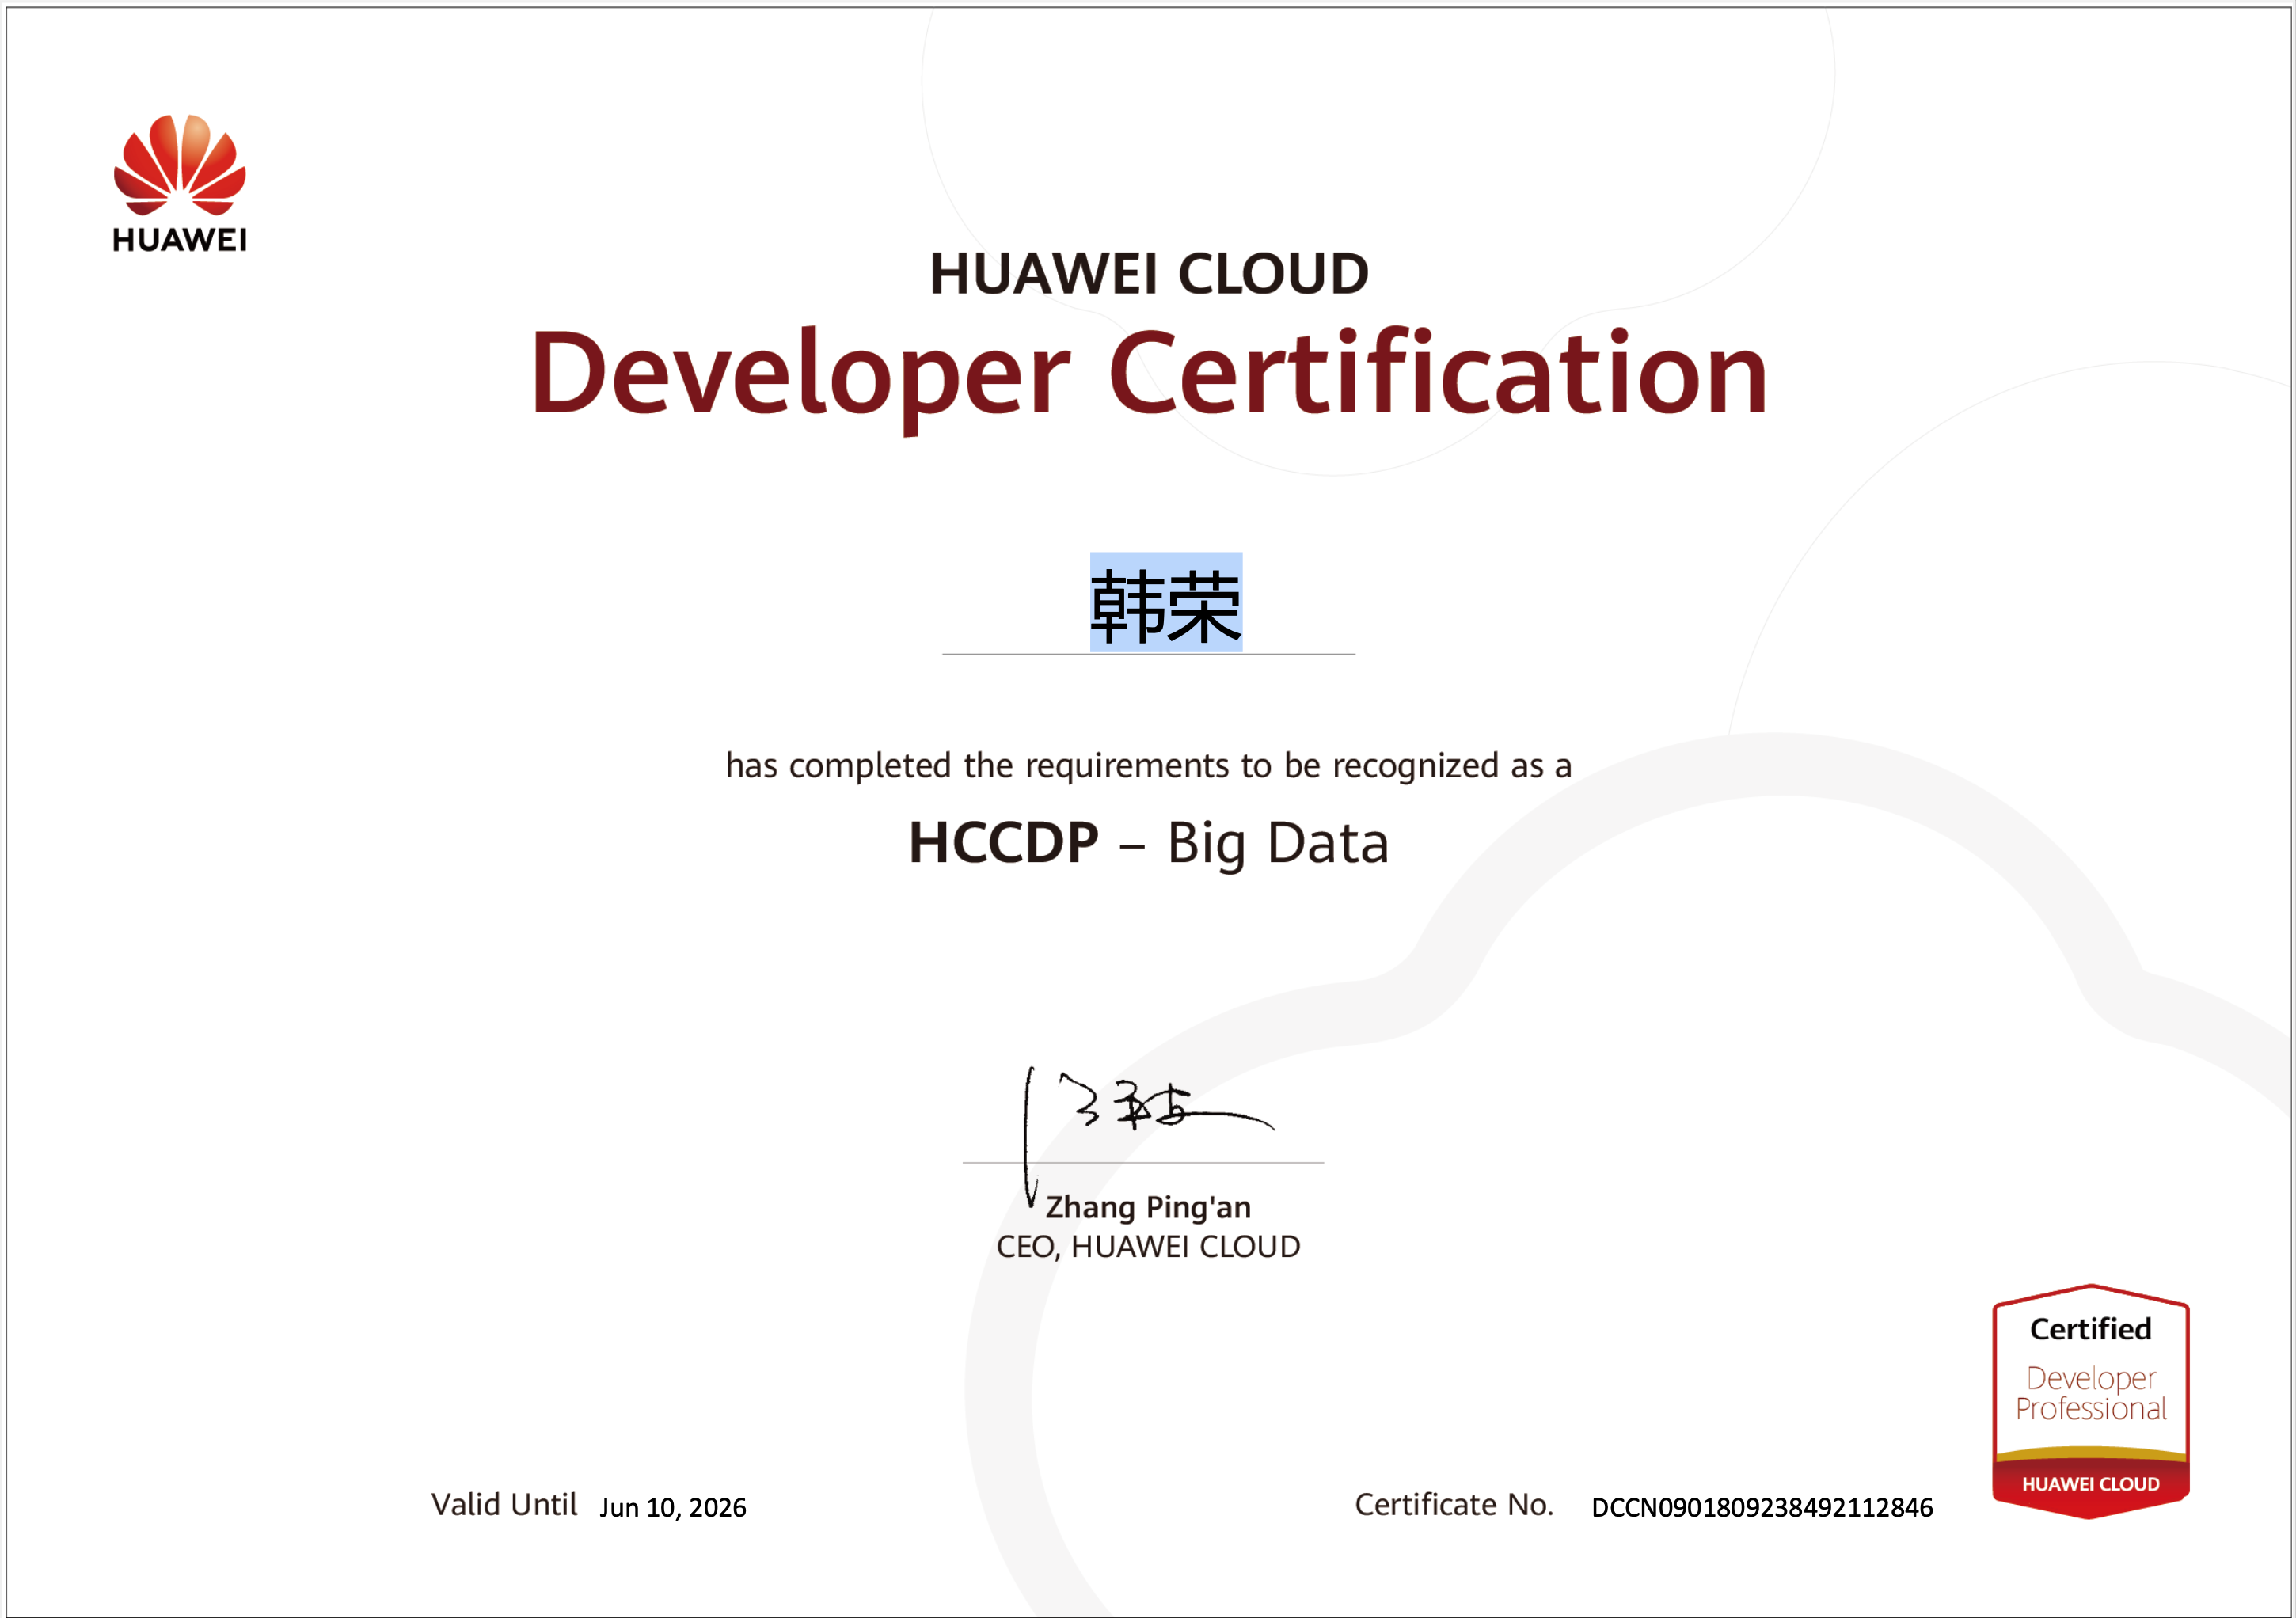 HUAWEI
HUAWEI CLOUD
Developer Certification
韩荣
has completed the requirements to be recognized as a
HCCDP – Big Data
Zhang Ping'an
CEO, HUAWEI CLOUD
Certified
Developer
Professional
HUAWEI CLOUD
Valid Until Jun 10, 2026
Certificate No. DCCN0901809238492112846